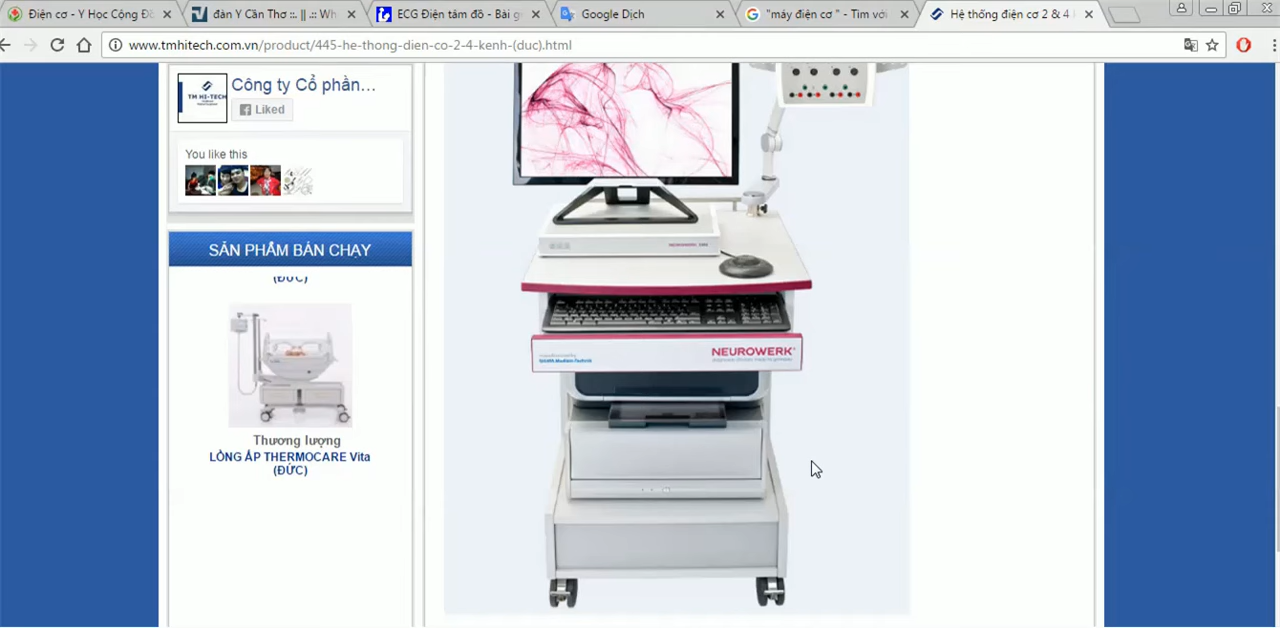 Điện cơ - Y Học Cộng Đồ
đàn Y Cần Thơ ::. || .:: Wh
ECG Điện tâm đồ - Bài g
Google Dịch
"máy điện cơ " - Tìm với
Hệ thống điện cơ 2 & 4
www.tmhitech.com.vn/product/445-he-thong-dien-co-2-4-kenh-(duc).html
TM HI-TECH
Công ty Cổ phần...
Liked
You like this
SẢN PHẨM BÁN CHẠY
(ĐỨC)
Thương lượng
LỒNG ẤP THERMOCARE Vita
(ĐỨC)
NEUROWERK
NEUROWERK